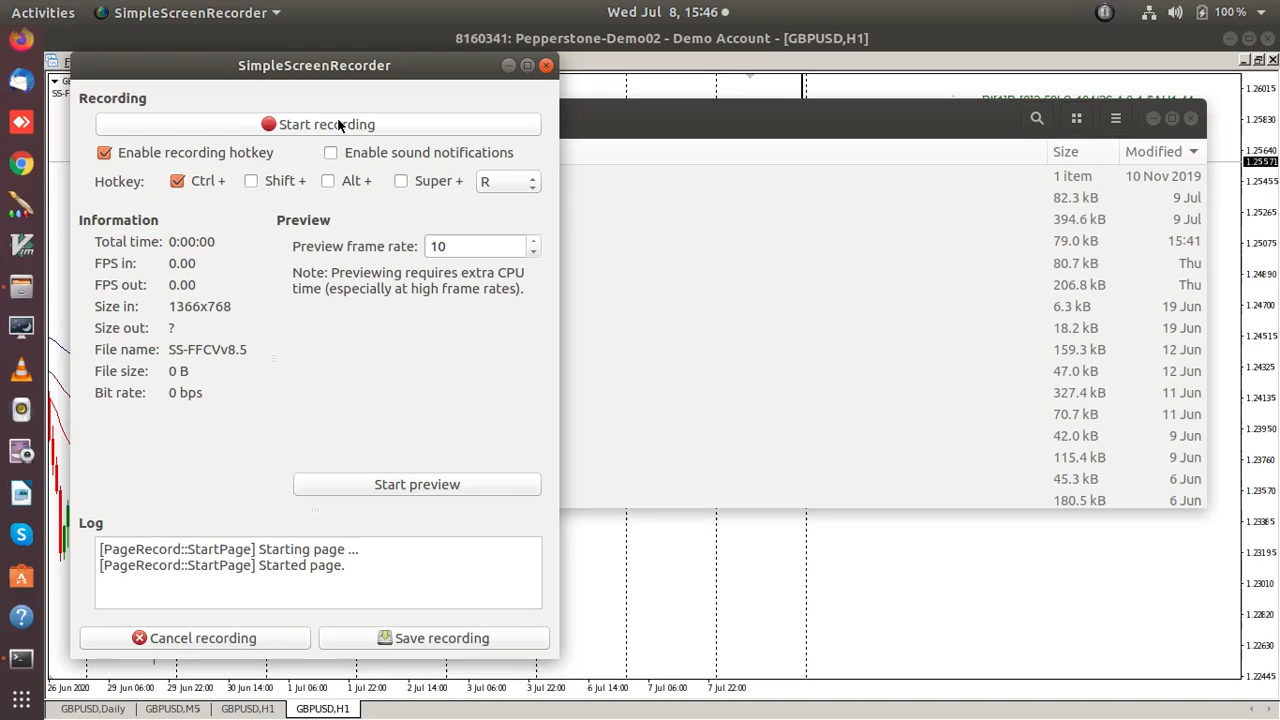 Activities SimpleScreenRecorder Wed Jul 8, 15:46 100 %
8160341: Pepperstone-Demo02 - Demo Account - [GBPUSD,H1]
SimpleScreenRecorder
Recording
Start recording
Enable recording hotkey Enable sound notifications
Hotkey: Ctrl + Shift + Alt + Super + R
Information
Total time: 0:00:00
FPS in: 0.00
FPS out: 0.00
Size in: 1366x768
Size out: ?
File name: SS-FFCVv8.5
File size: 0 B
Bit rate: 0 bps
Preview
Preview frame rate: 10
Note: Previewing requires extra CPU
time (especially at high frame rates).
Start preview
Log
[PageRecord::StartPage] Starting page ...
[PageRecord::StartPage] Started page.
Cancel recording Save recording
Size Modified
1 item 10 Nov 2019
82.3 kB 9 Jul
394.6 kB 9 Jul
79.0 kB 15:41
80.7 kB Thu
206.8 kB Thu
6.3 kB 19 Jun
18.2 kB 19 Jun
159.3 kB 12 Jun
47.0 kB 12 Jun
327.4 kB 11 Jun
70.7 kB 11 Jun
42.0 kB 9 Jun
115.4 kB 9 Jun
45.3 kB 6 Jun
180.5 kB 6 Jun
1.26015
1.25790
1.25640
1.25571
1.25450
1.25265
1.25075
1.24890
1.24700
1.24510
1.24325
1.24135
1.23950
1.23760
1.23575
1.23385
1.23195
1.23010
1.22820
1.22630
1.22445
26 Jun 2020 29 Jun 06:00 29 Jun 22:00 30 Jun 14:00 1 Jul 06:00 1 Jul 22:00 2 Jul 14:00 3 Jul 06:00 3 Jul 22:00 6 Jul 14:00 7 Jul 06:00 7 Jul 22:00
GBPUSD,Daily GBPUSD,M5 GBPUSD,H1 GBPUSD,H1